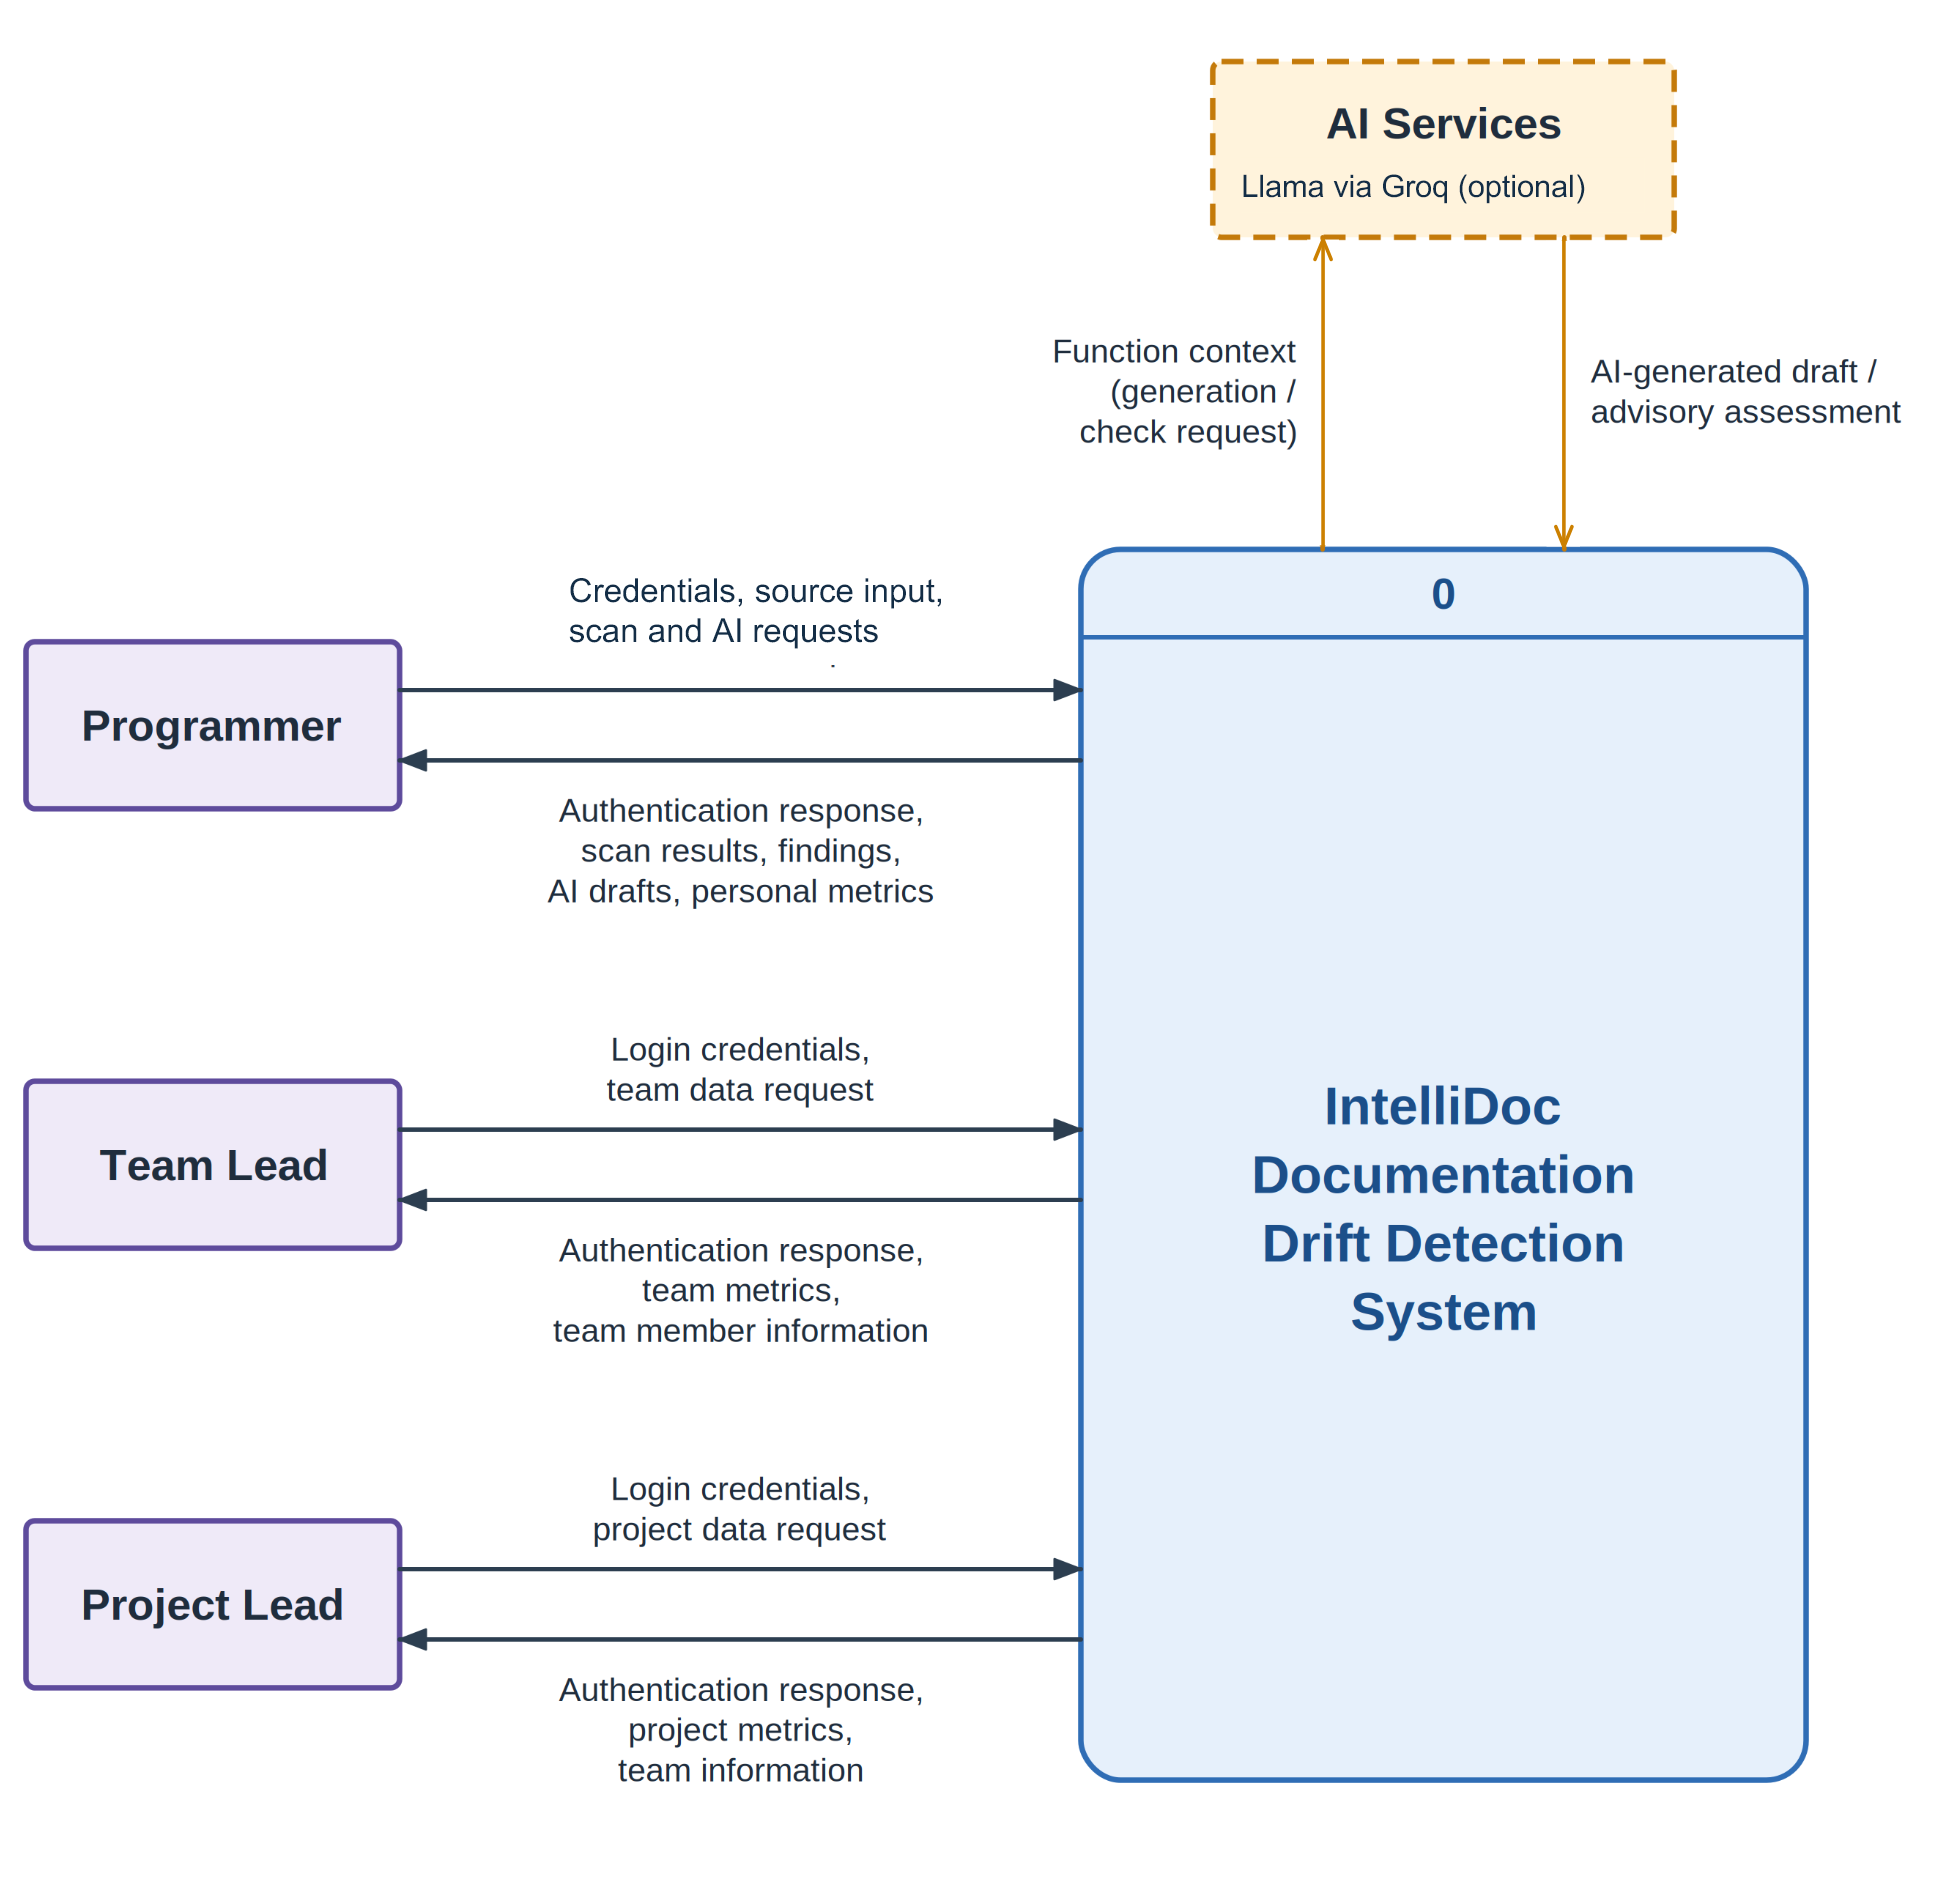 AI Services
Llama via Groq (optional)
Function context
(generation /
check request)
AI-generated draft /
advisory assessment
0
Credentials, source input,
scan and AI requests
Programmer
Authentication response,
scan results, findings,
AI drafts, personal metrics
Login credentials,
team data request
Team Lead
Authentication response,
team metrics,
team member information
IntelliDoc
Documentation
Drift Detection
System
Login credentials,
project data request
Project Lead
Authentication response,
project metrics,
team information